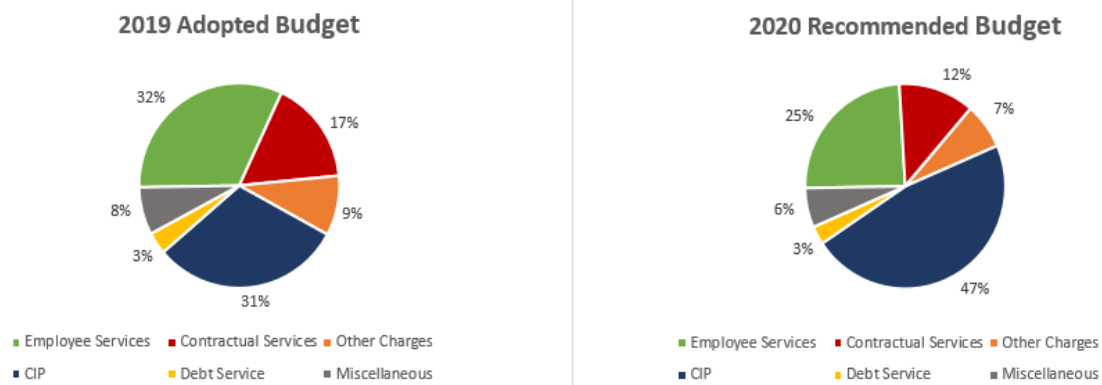 2019 Adopted Budget
32%
17%
8%
9%
3%
31%
Employee Services
Contractual Services
Other Charges
CIP
Debt Service
Miscellaneous
2020 Recommended Budget
12%
7%
25%
6%
3%
47%
Employee Services
Contractual Services
Other Charges
CIP
Debt Service
Miscellaneous